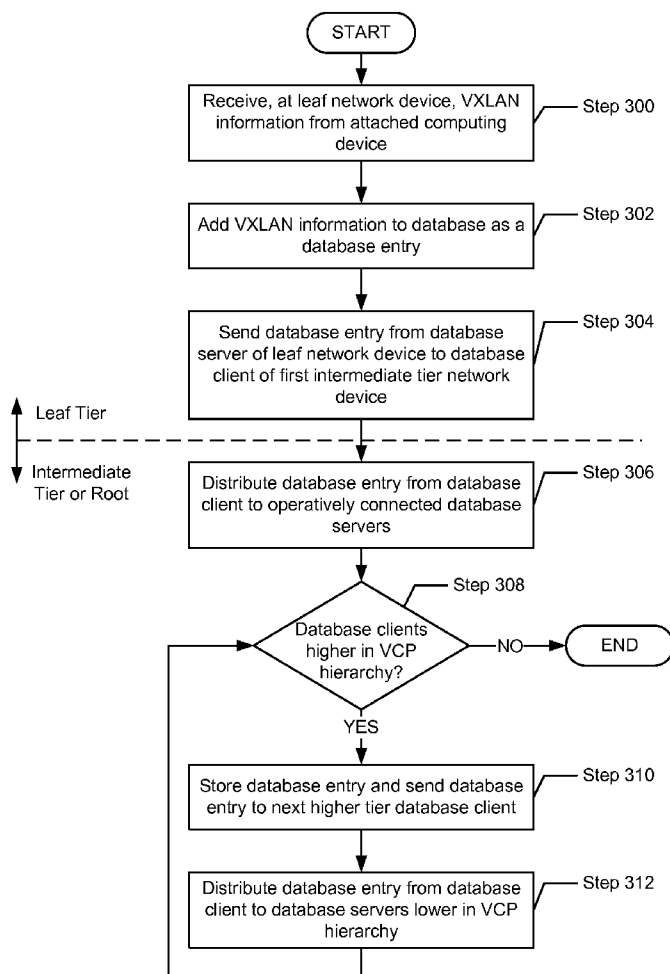 START
Receive, at leaf network device, VXLAN
information from attached computing
device
Step 300
Add VXLAN information to database as a
database entry
Step 302
Send database entry from database
server of leaf network device to database
client of first intermediate tier network
device
Step 304
Leaf Tier
Intermediate
Tier or Root
Distribute database entry from database
client to operatively connected database
servers
Step 306
Step 308
Database clients
higher in VCP
hierarchy?
NO
END
YES
Store database entry and send database
entry to next higher tier database client
Step 310
Distribute database entry from database
client to database servers lower in VCP
hierarchy
Step 312